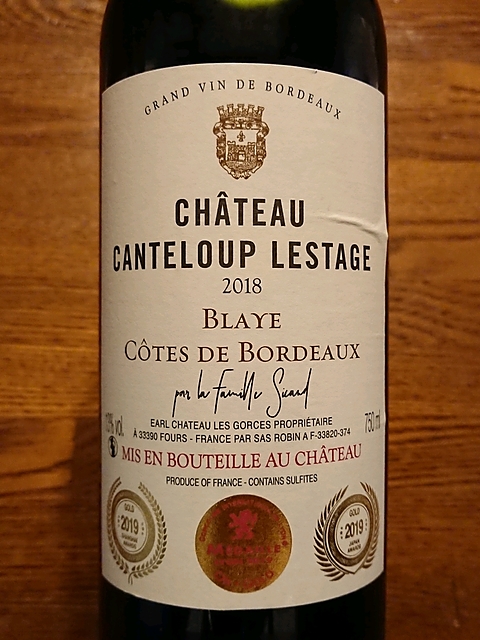 GRAND VIN DE BORDEAUX
CHÂTEAU
CANTELOUP LESTAGE
2018
BLAYE
CÔTES DE BORDEAUX
par la Famille Sicard
vol.
750 ml
EARL CHATEAU LES GORCES PROPRIÉTAIRE
À 33390 FOURS - FRANCE PAR SAS ROBIN A F-33820-374
MIS EN BOUTEILLE AU CHÂTEAU
PRODUCE OF FRANCE - CONTAINS SULFITES
GOLD
2019
GOLD
2019